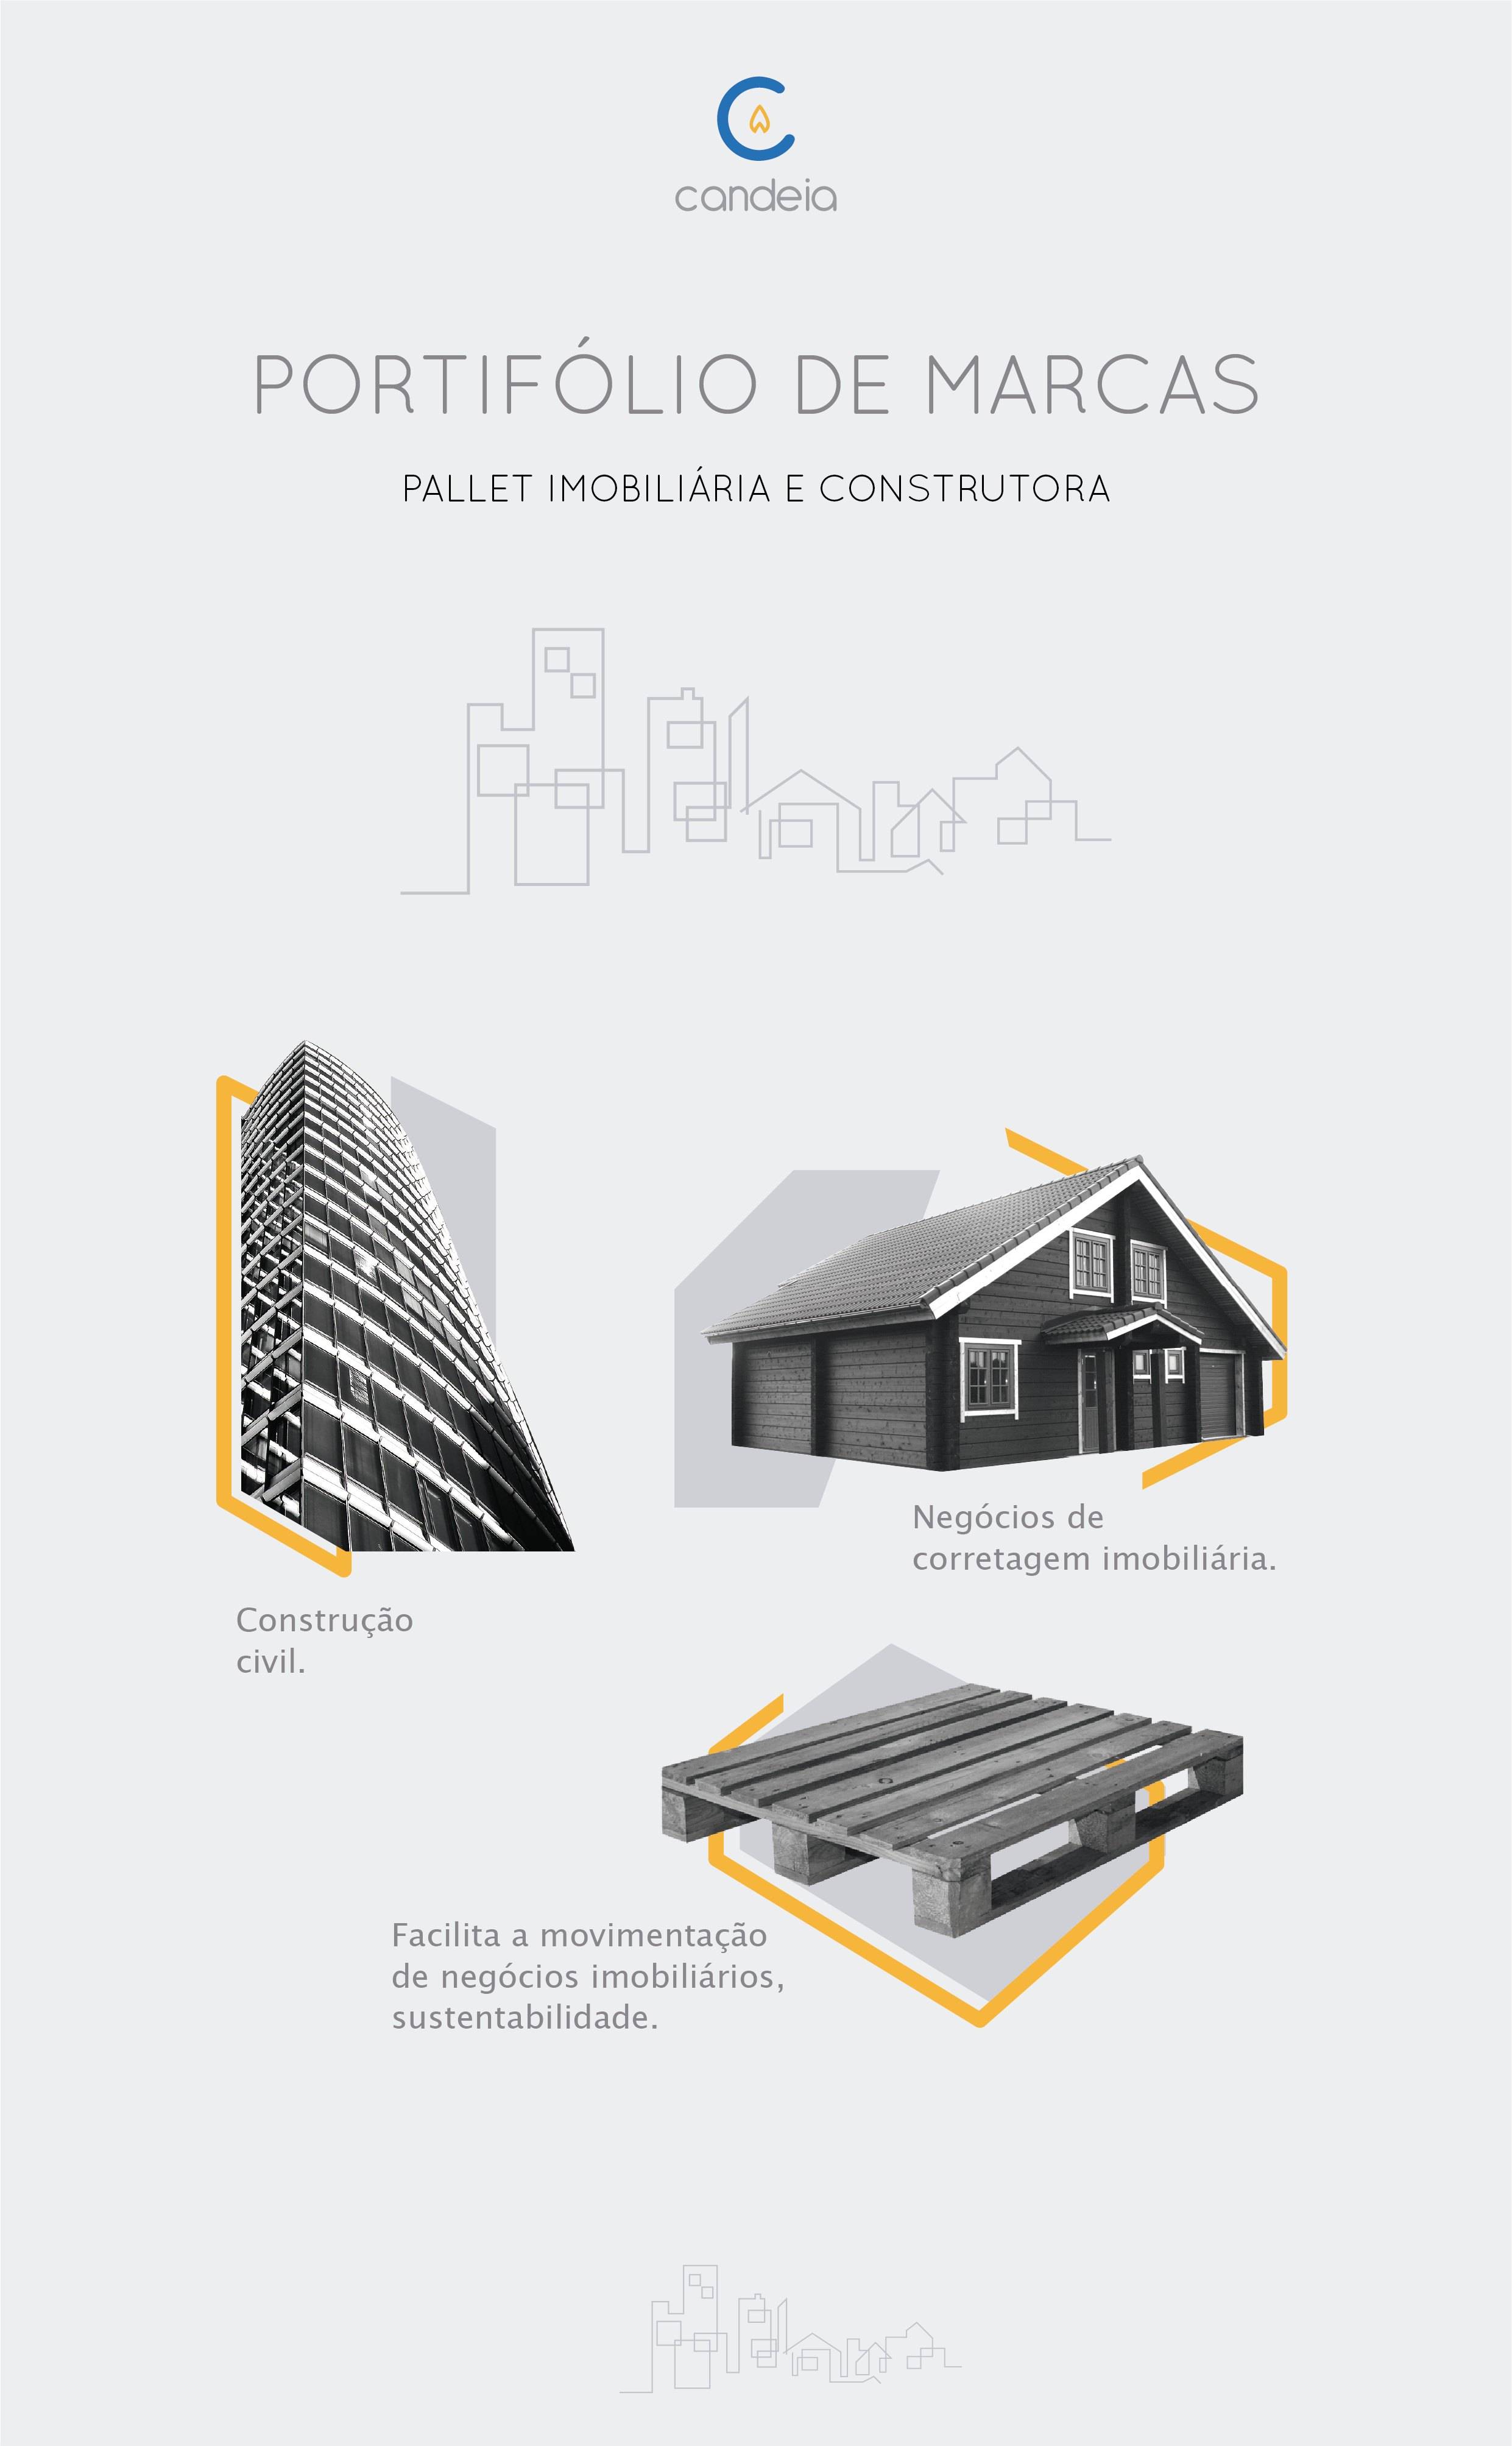 candeia
PORTIFÓLIO DE MARCAS
PALLET IMOBILIÁRIA E CONSTRUTORA
Negócios de
corretagem imobiliária.
Construção
civil.
Facilita a movimentação
de negócios imobiliários,
sustentabilidade.